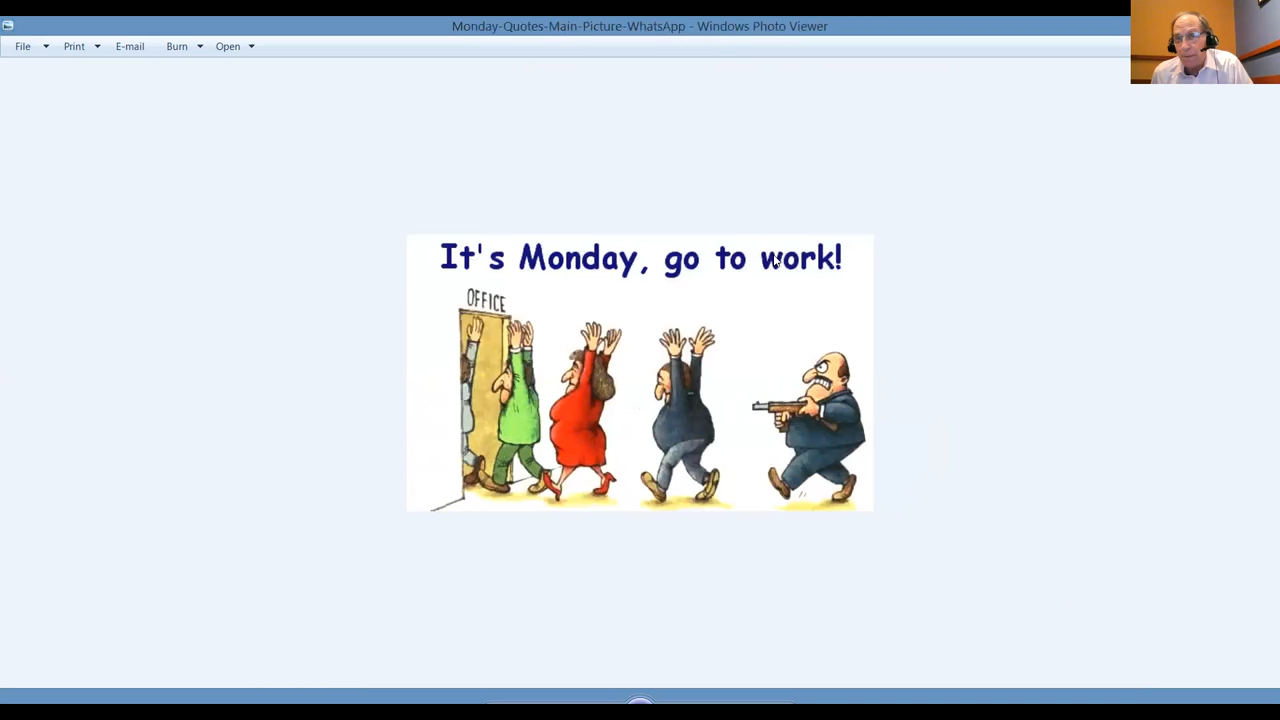 Monday-Quotes-Main-Picture-WhatsApp - Windows Photo Viewer
File Print E-mail Burn Open
It's Monday, go to work!
OFFICE